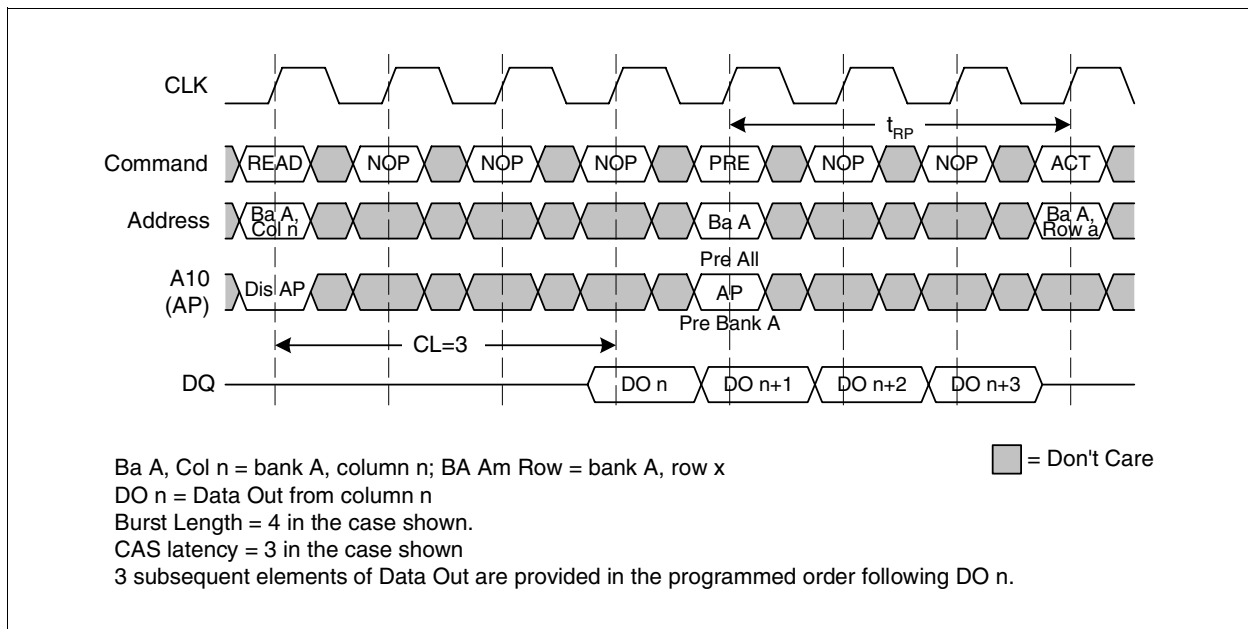 CLK
t_RP
Command READ NOP NOP NOP PRE NOP NOP ACT
Address Ba A, Col n Ba A Ba A, Row a
Pre All
A10 (AP) Dis AP AP
Pre Bank A
CL=3
DQ DO n DO n+1 DO n+2 DO n+3
Ba A, Col n = bank A, column n; BA Am Row = bank A, row x
= Don't Care
DO n = Data Out from column n
Burst Length = 4 in the case shown.
CAS latency = 3 in the case shown
3 subsequent elements of Data Out are provided in the programmed order following DO n.